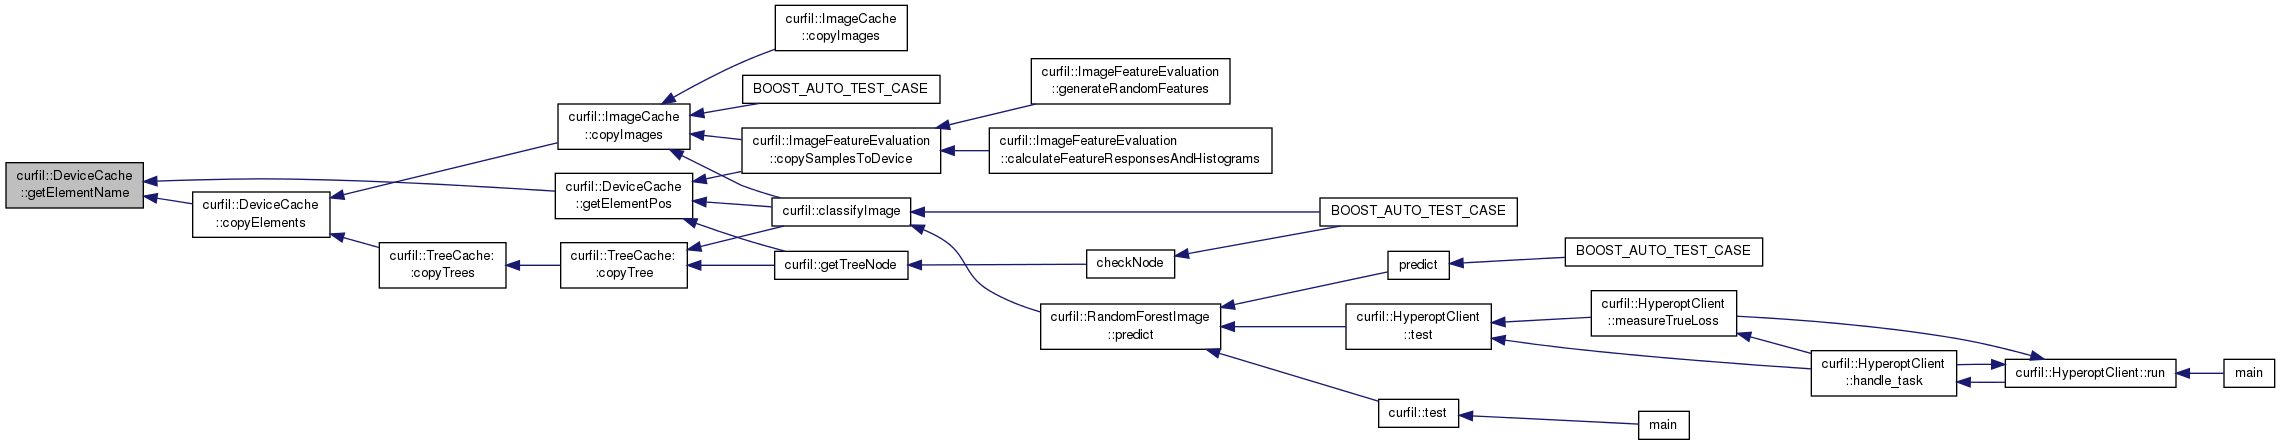 curfil::DeviceCache
::getElementName
curfil::DeviceCache
::copyElements
curfil::ImageCache
::copyImages
curfil::ImageCache
::copyImages
BOOST_AUTO_TEST_CASE
curfil::ImageFeatureEvaluation
::copySamplesToDevice
curfil::ImageFeatureEvaluation
::generateRandomFeatures
curfil::ImageFeatureEvaluation
::calculateFeatureResponsesAndHistograms
curfil::DeviceCache
::getElementPos
curfil::classifyImage
BOOST_AUTO_TEST_CASE
curfil::TreeCache:
:copyTrees
curfil::TreeCache:
:copyTree
curfil::getTreeNode
checkNode
curfil::RandomForestImage
::predict
predict
BOOST_AUTO_TEST_CASE
curfil::HyperoptClient
::test
curfil::HyperoptClient
::measureTrueLoss
curfil::HyperoptClient
::handle_task
curfil::HyperoptClient::run
main
curfil::test
main